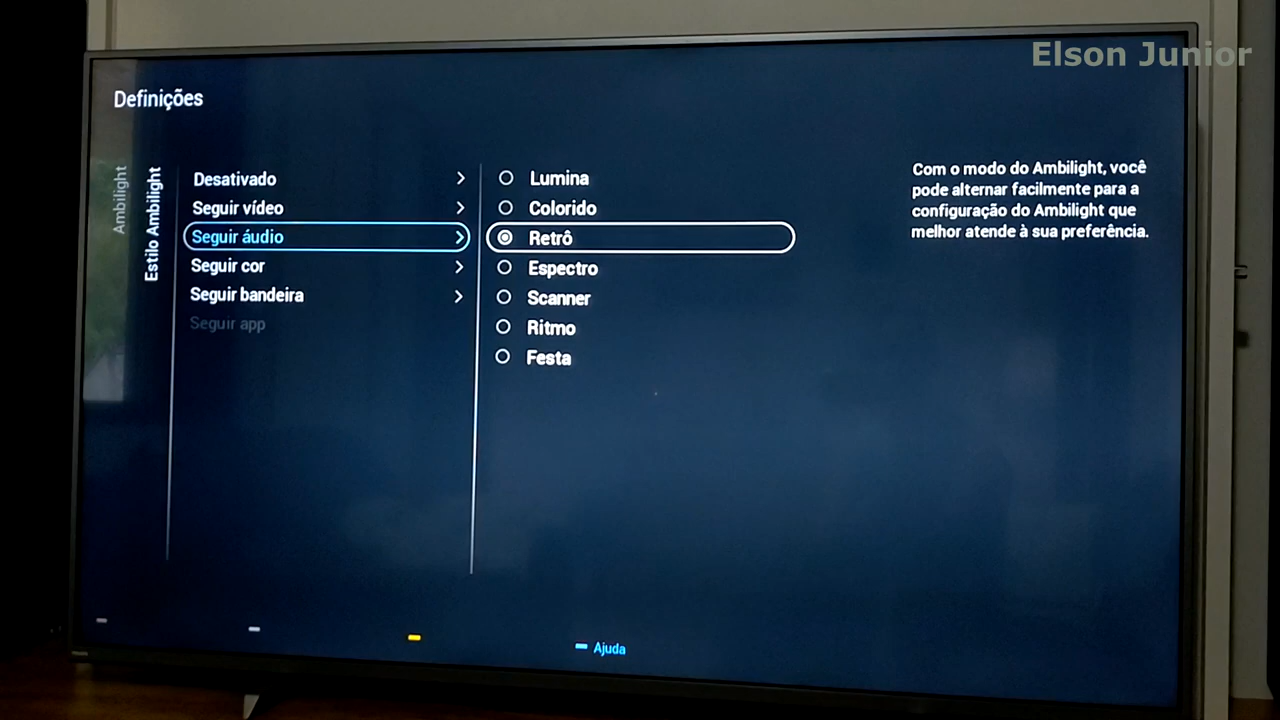 Elson Junior
Definições
Ambilight
Estilo Ambilight
Desativado
Seguir vídeo
Seguir áudio
Seguir cor
Seguir bandeira
Seguir app
Lumina
Colorido
Retrô
Espectro
Scanner
Ritmo
Festa
Com o modo do Ambilight, você
pode alternar facilmente para a
configuração do Ambilight que
melhor atende à sua preferência.
Ajuda